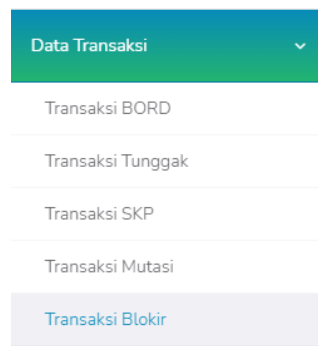 Data Transaksi
Transaksi BORD
Transaksi Tunggak
Transaksi SKP
Transaksi Mutasi
Transaksi Blokir